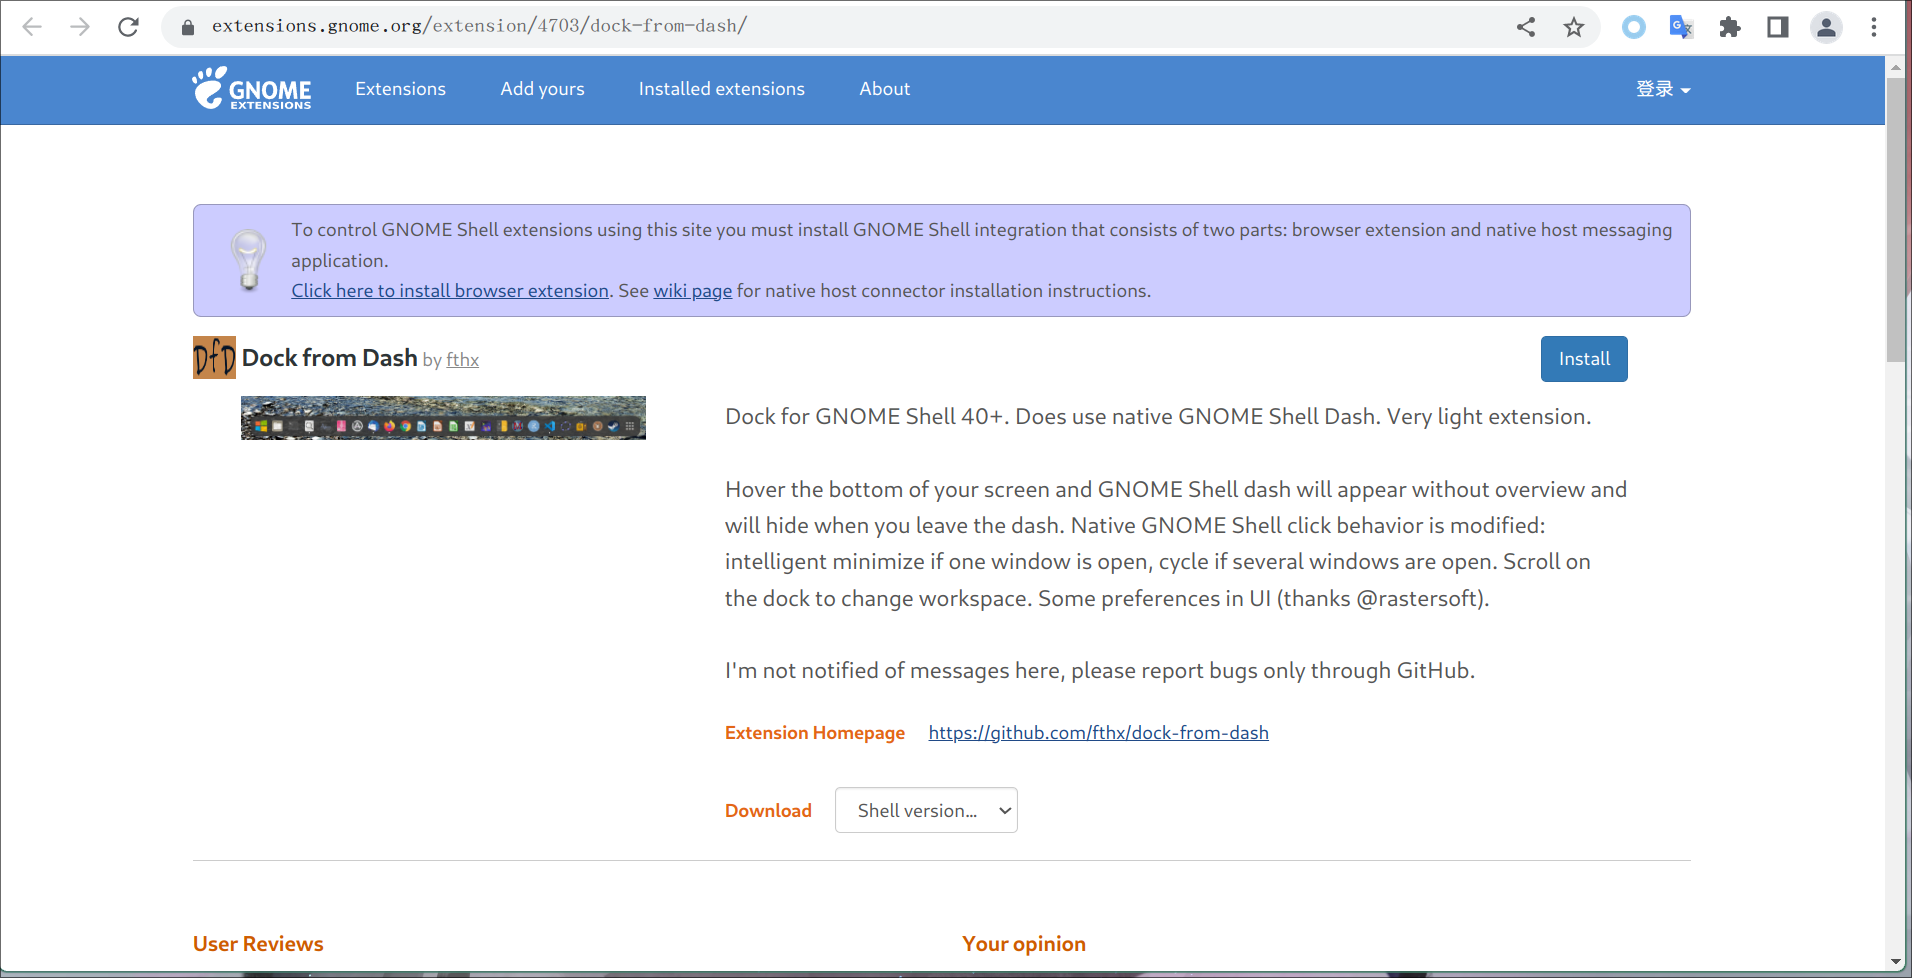 extensions.gnome.org/extension/4703/dock-from-dash/
GNOME
EXTENSIONS
Extensions
Add yours
Installed extensions
About
登录
To control GNOME Shell extensions using this site you must install GNOME Shell integration that consists of two parts: browser extension and native host messaging
application.
Click here to install browser extension. See wiki page for native host connector installation instructions.
DfD
Dock from Dash by fthx
Install
Dock for GNOME Shell 40+. Does use native GNOME Shell Dash. Very light extension.
Hover the bottom of your screen and GNOME Shell dash will appear without overview and
will hide when you leave the dash. Native GNOME Shell click behavior is modified:
intelligent minimize if one window is open, cycle if several windows are open. Scroll on
the dock to change workspace. Some preferences in UI (thanks @rastersoft).
I'm not notified of messages here, please report bugs only through GitHub.
Extension Homepage https://github.com/fthx/dock-from-dash
Download Shell version...
User Reviews
Your opinion